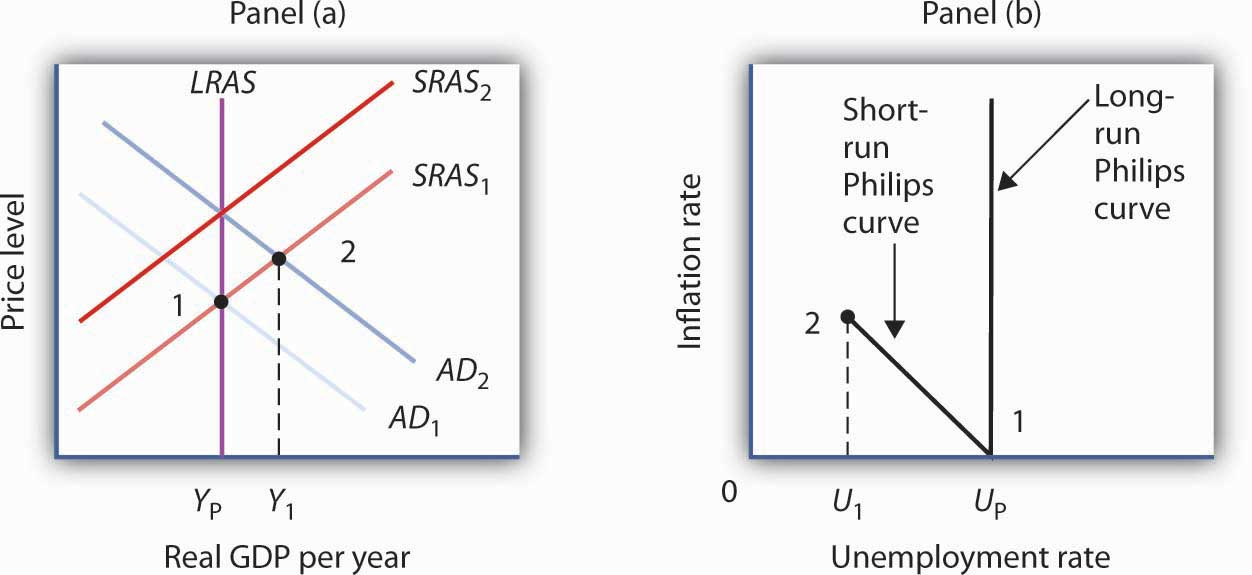 Panel (a)
Price level
LRAS
SRAS₂
SRAS₁
2
1
AD₂
AD₁
Yₚ
Y₁
Real GDP per year
Panel (b)
Inflation rate
Short-
run
Philips
curve
Long-
run
Philips
curve
2
1
0
U₁
Uₚ
Unemployment rate